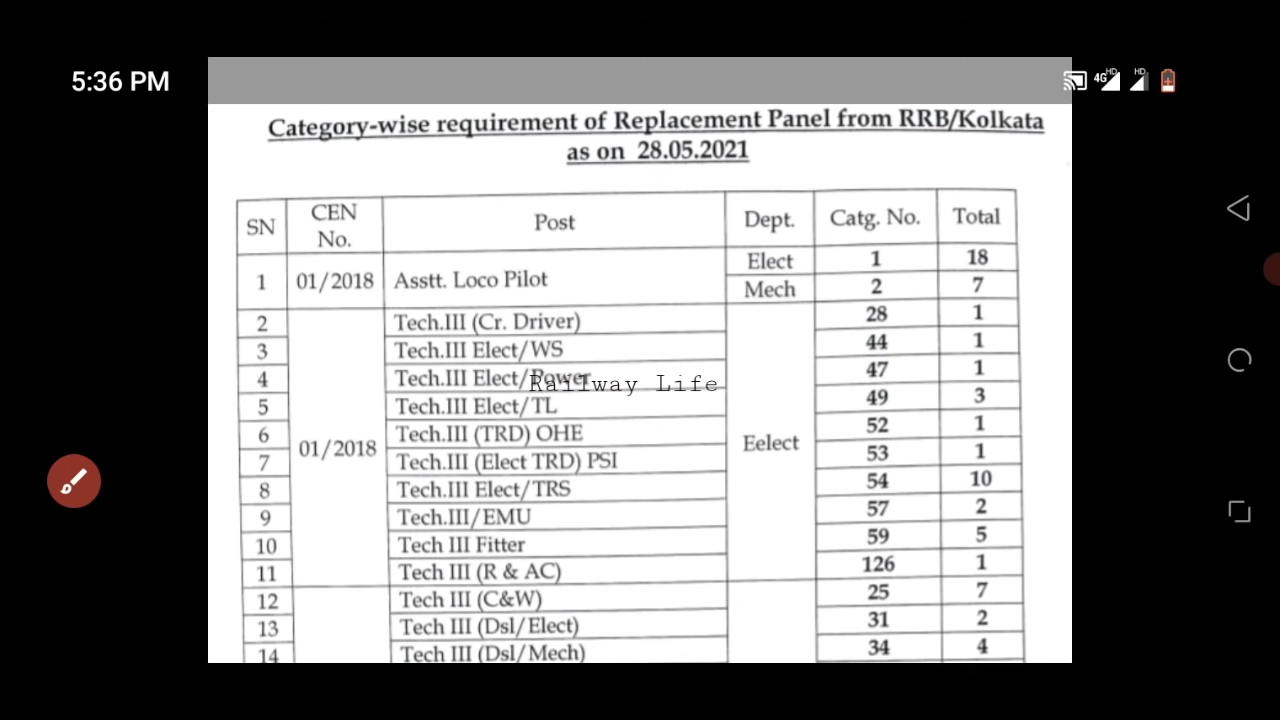 5:36 PM
4G HD HD
Category-wise requirement of Replacement Panel from RRB/Kolkata
as on 28.05.2021
SN CEN No. Post Dept. Catg. No. Total
1 01/2018 Asstt. Loco Pilot Elect 1 18
Mech 2 7
2 Tech.III (Cr. Driver) 28 1
3 Tech.III Elect/WS 44 1
4 Tech.III Elect/Power 47 1
Railway Life
5 Tech.III Elect/TL 49 3
6 Tech.III (TRD) OHE 52 1
01/2018 Eelect
7 Tech.III (Elect TRD) PSI 53 1
8 Tech.III Elect/TRS 54 10
9 Tech.III/EMU 57 2
10 Tech III Fitter 59 5
11 Tech III (R & AC) 126 1
12 Tech III (C&W) 25 7
13 Tech III (Dsl/Elect) 31 2
14 Tech III (Dsl/Mech) 34 4